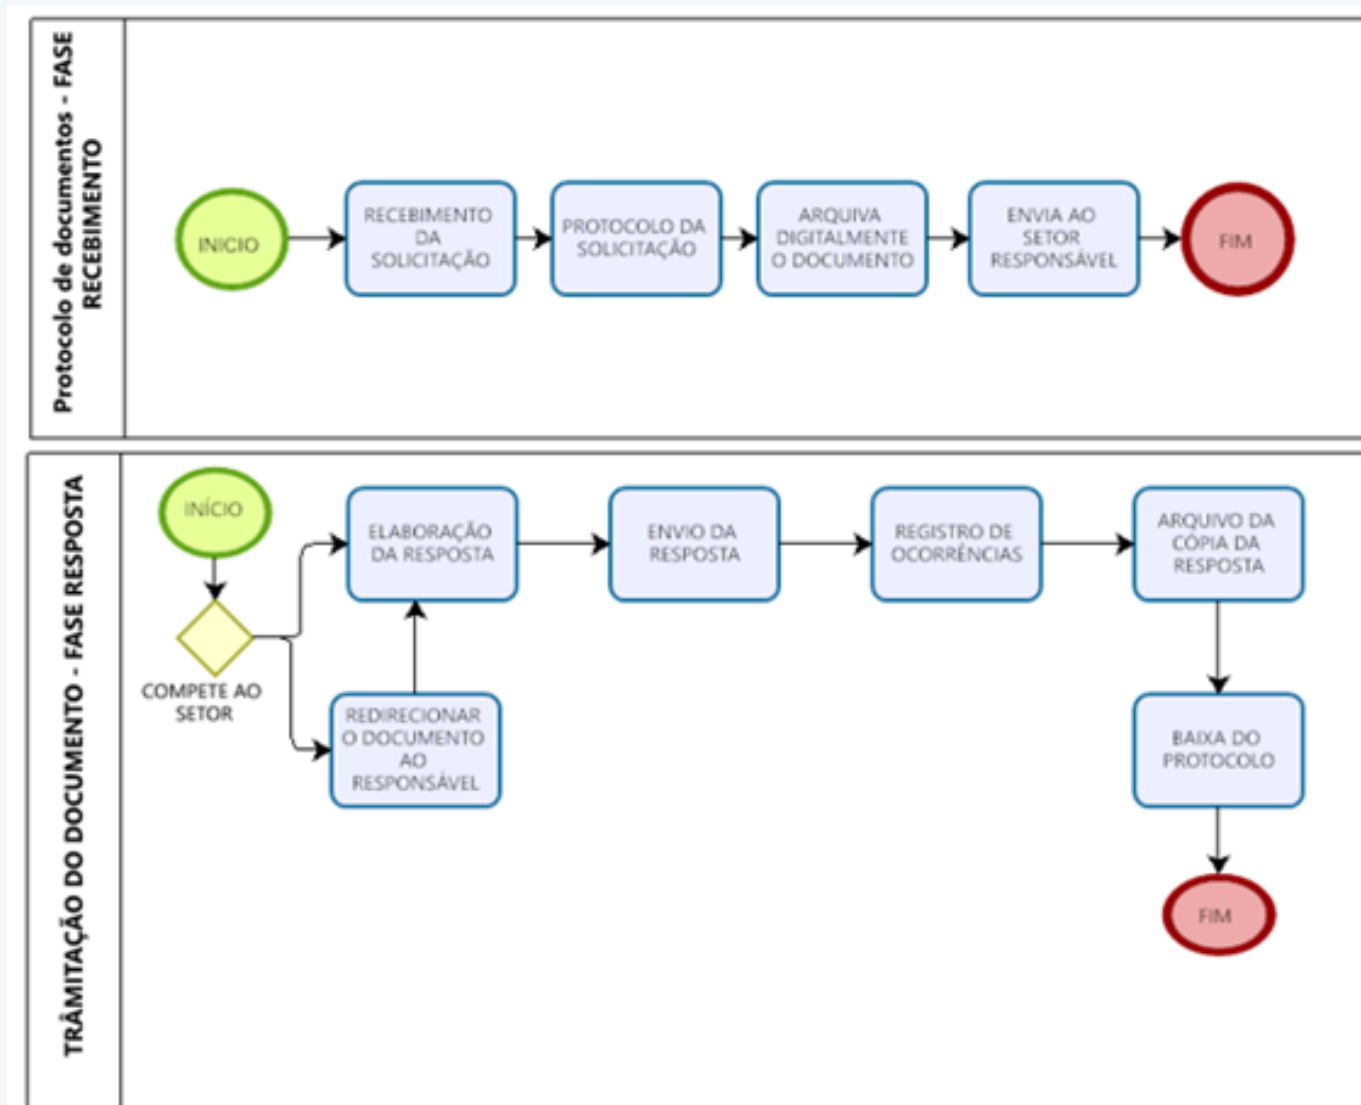 Protocolo de documentos - FASE
RECEBIMENTO
INICIO
RECEBIMENTO
DA
SOLICITAÇÃO
PROTOCOLO DA
SOLICITAÇÃO
ARQUIVA
DIGITALMENTE
O DOCUMENTO
ENVIA AO
SETOR
RESPONSÁVEL
FIM
TRÂMITAÇÃO DO DOCUMENTO - FASE RESPOSTA
INÍCIO
COMPETE AO
SETOR
ELABORAÇÃO
DA RESPOSTA
REDIRECIONAR
O DOCUMENTO
AO
RESPONSÁVEL
ENVIO DA
RESPOSTA
REGISTRO DE
OCORRÊNCIAS
ARQUIVO DA
CÓPIA DA
RESPOSTA
BAIXA DO
PROTOCOLO
FIM